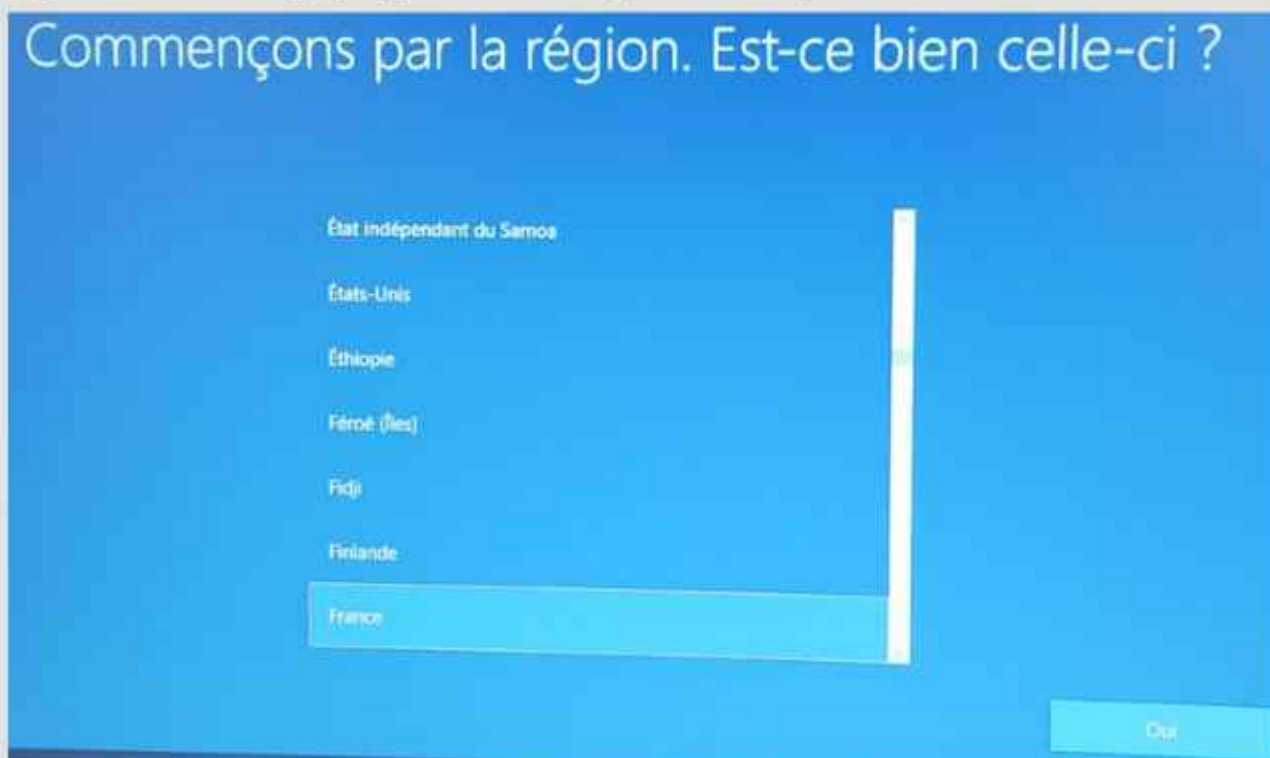 Commençons par la région. Est-ce bien celle-ci ?
État indépendant du Samoa
États-Unis
Éthiopie
Féroé (Îles)
Fidji
Finlande
France
Oui